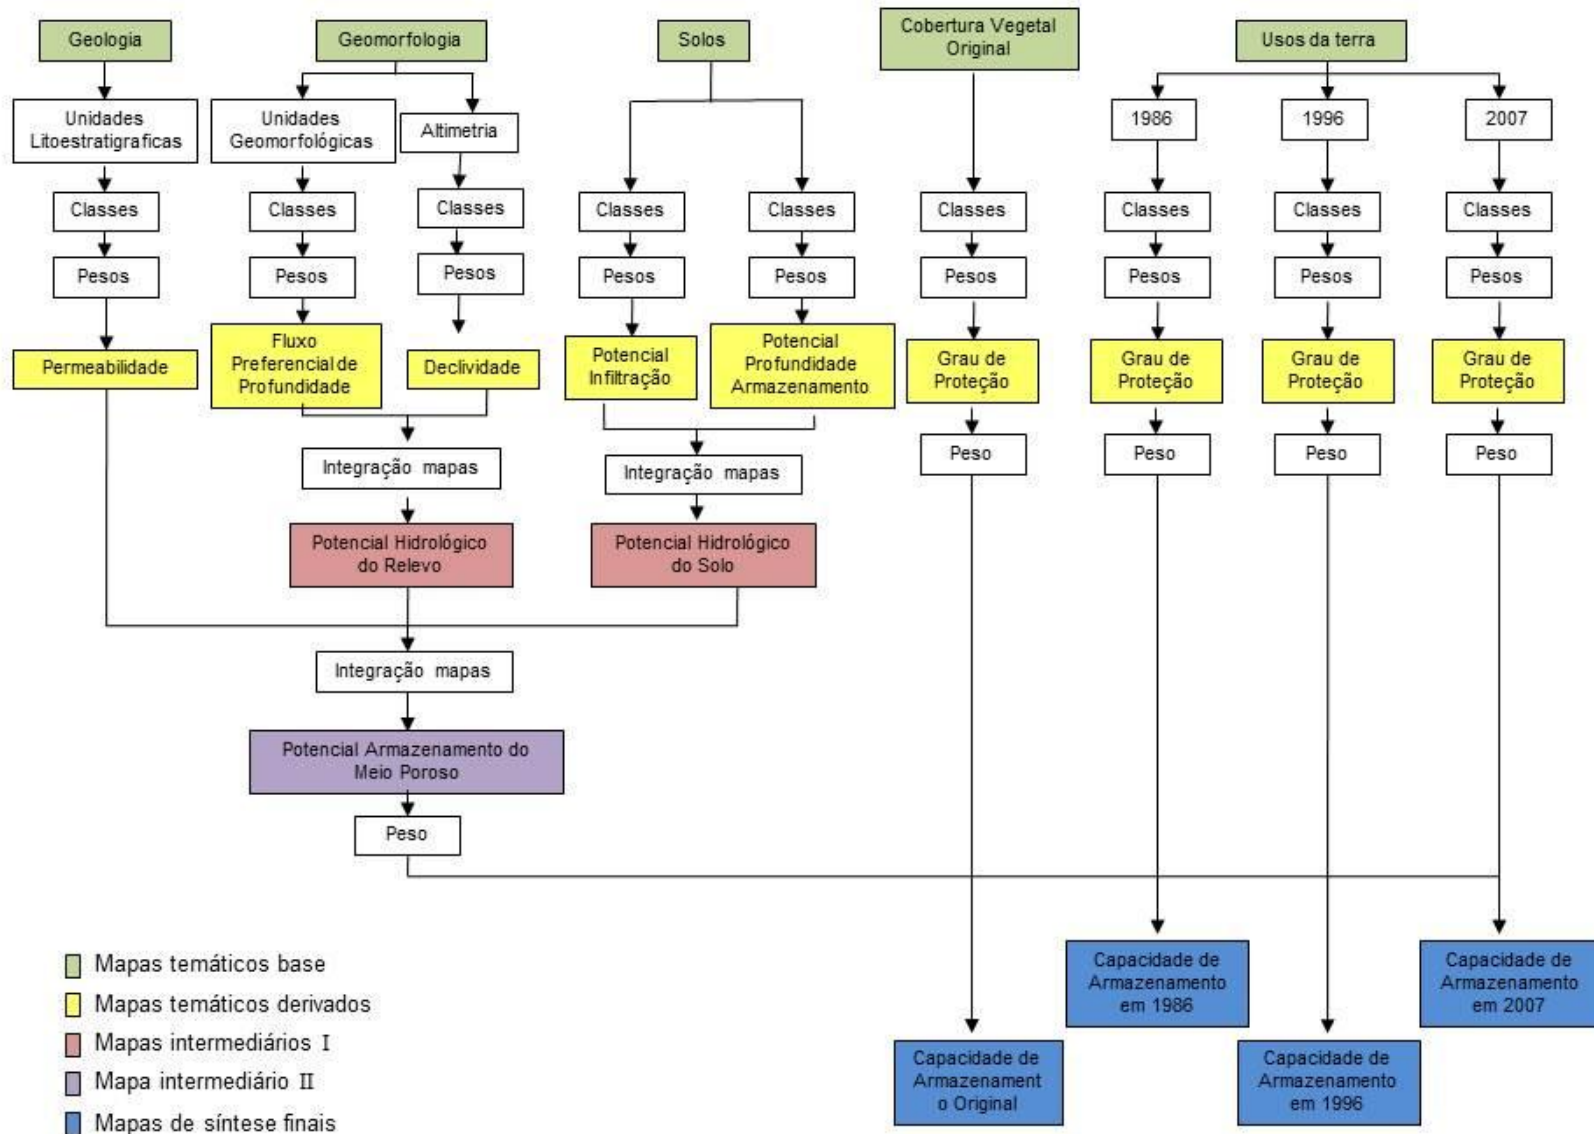 Geologia
Geomorfologia
Solos
Cobertura Vegetal
Original
Usos da terra
Unidades
Litoestratigraficas
Unidades
Geomorfológicas
Altimetria
1986
1996
2007
Classes
Classes
Classes
Classes
Classes
Classes
Classes
Classes
Classes
Pesos
Pesos
Pesos
Pesos
Pesos
Pesos
Pesos
Pesos
Pesos
Permeabilidade
Fluxo
Preferencial de
Profundidade
Declividade
Potencial
Infiltração
Potencial
Profundidade
Armazenamento
Grau de
Proteção
Grau de
Proteção
Grau de
Proteção
Grau de
Proteção
Peso
Peso
Peso
Peso
Integração mapas
Integração mapas
Potencial Hidrológico
do Relevo
Potencial Hidrológico
do Solo
Integração mapas
Potencial Armazenamento do
Meio Poroso
Peso
Capacidade de
Armazenamento
em 1986
Capacidade de
Armazenamento
em 2007
Capacidade de
Armazenament
o Original
Capacidade de
Armazenamento
em 1996
Mapas temáticos base
Mapas temáticos derivados
Mapas intermediários I
Mapa intermediário II
Mapas de síntese finais